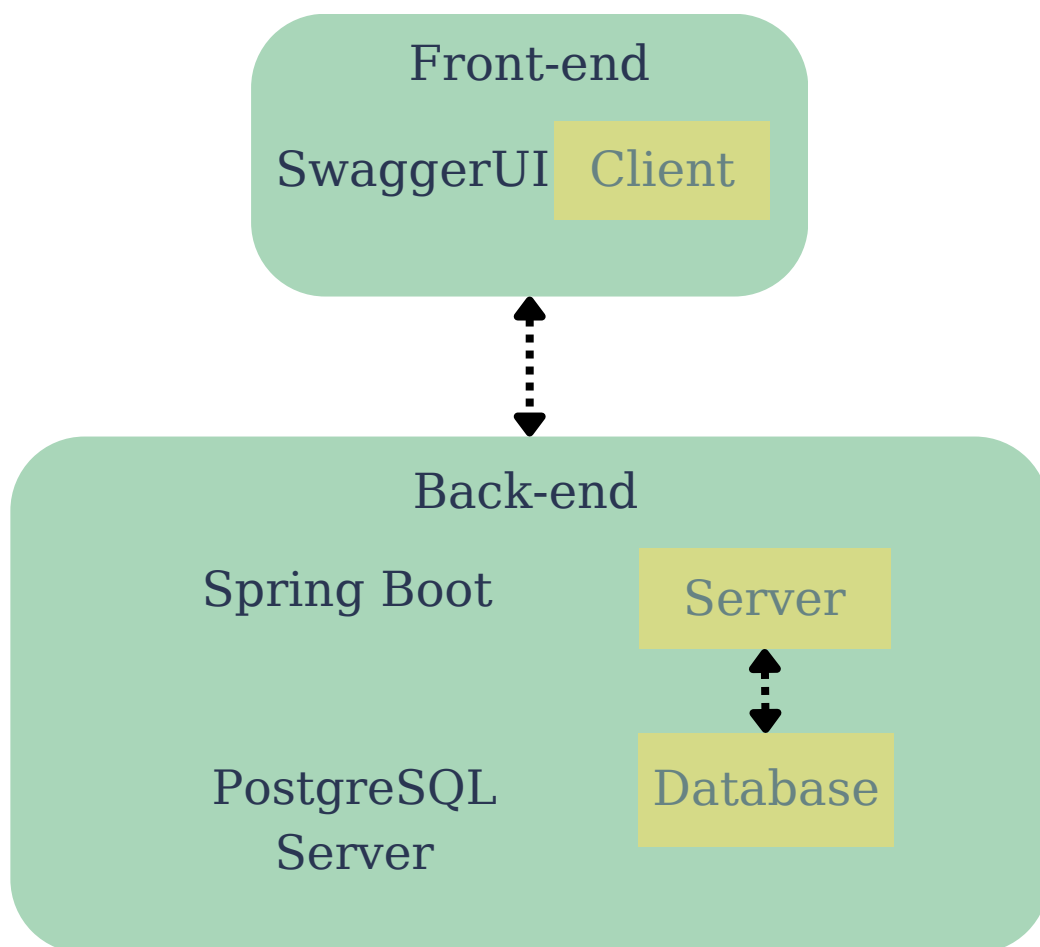 Front-end
SwaggerUI Client
Back-end
Spring Boot Server
PostgreSQL Database
Server